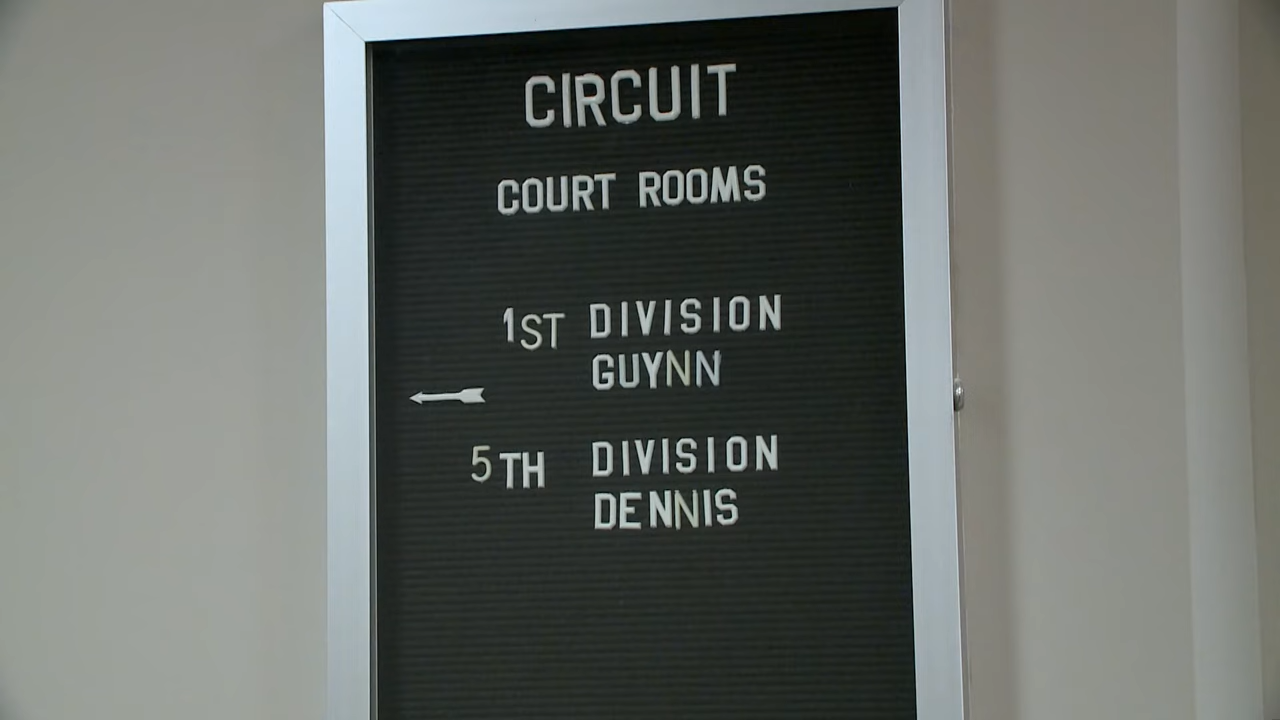 CIRCUIT
COURT ROOMS
1ST DIVISION
GUYNN
5TH DIVISION
DENNIS